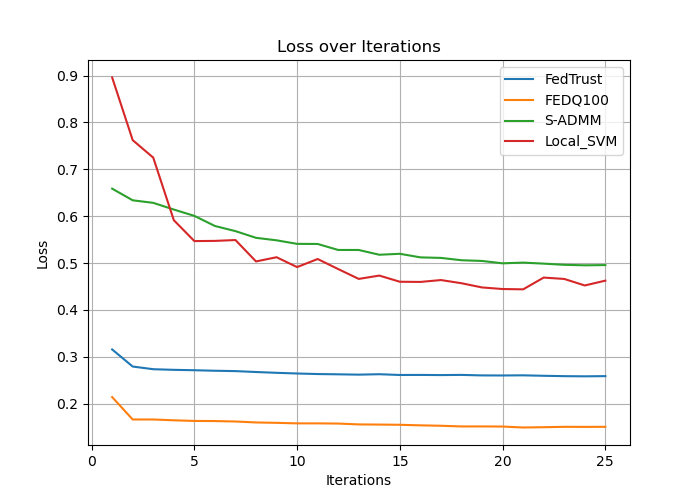 Loss over Iterations
Loss
0.9
0.8
0.7
0.6
0.5
0.4
0.3
0.2
FedTrust
FEDQ100
S-ADMM
Local_SVM
0 5 10 15 20 25
Iterations